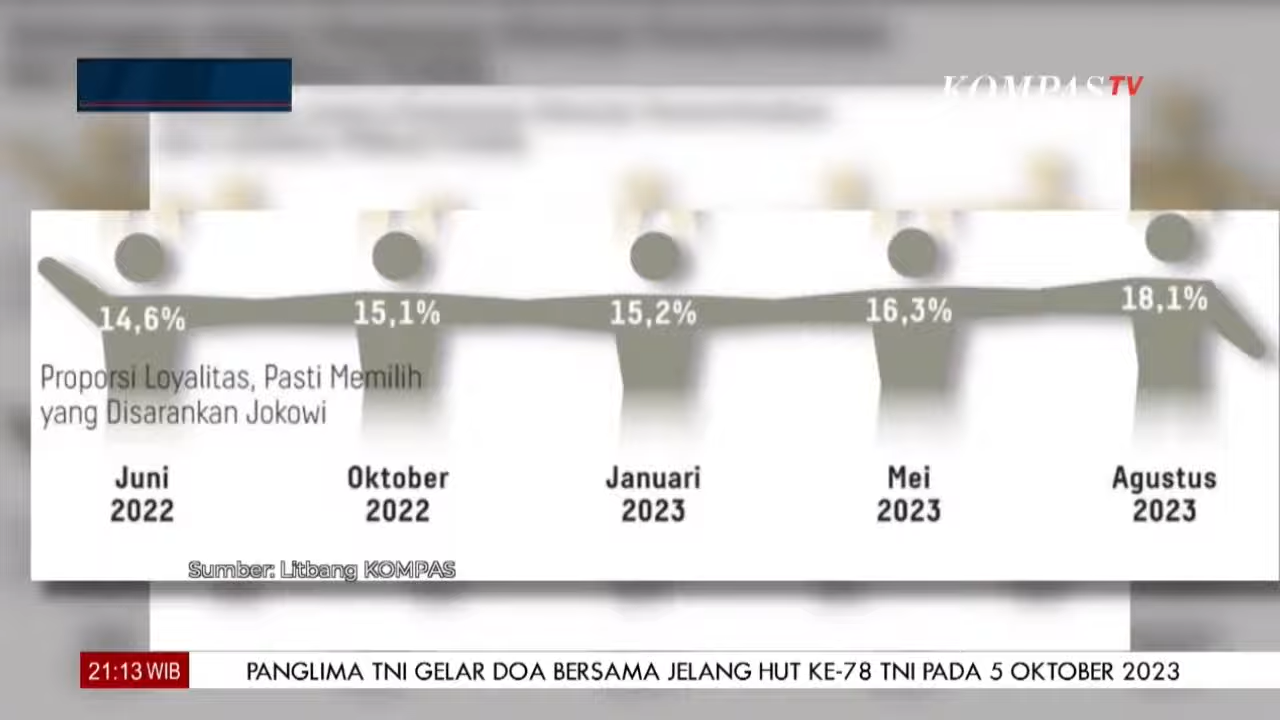 KOMPASTV
14,6%
15,1%
15,2%
16,3%
18,1%
Proporsi Loyalitas, Pasti Memilih
yang Disarankan Jokowi
Juni
2022
Oktober
2022
Januari
2023
Mei
2023
Agustus
2023
Sumber: Litbang KOMPAS
21:13 WIB
PANGLIMA TNI GELAR DOA BERSAMA JELANG HUT KE-78 TNI PADA 5 OKTOBER 2023